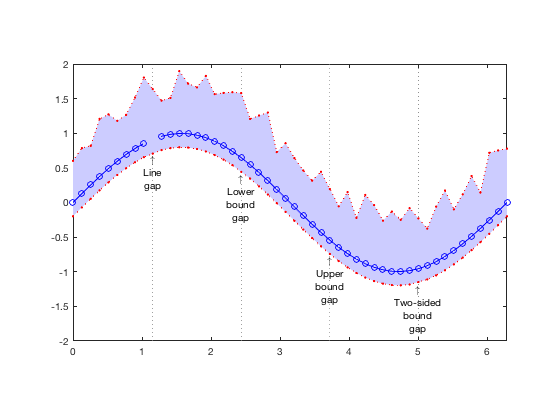 2
1.5
1
0.5
0
-0.5
-1
-1.5
-2
Line
gap
Lower
bound
gap
Upper
bound
gap
Two-sided
bound
gap
0 1 2 3 4 5 6